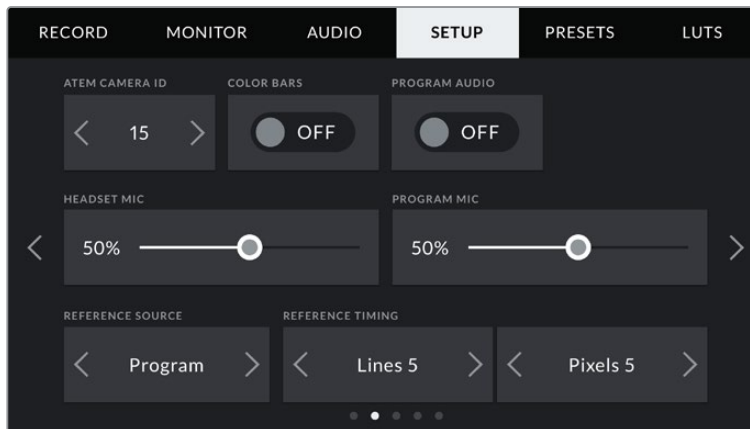 RECORD MONITOR AUDIO SETUP PRESETS LUTS
ATEM CAMERA ID COLOR BARS PROGRAM AUDIO
15 OFF OFF
HEADSET MIC PROGRAM MIC
50% 50%
REFERENCE SOURCE REFERENCE TIMING
Program Lines 5 Pixels 5